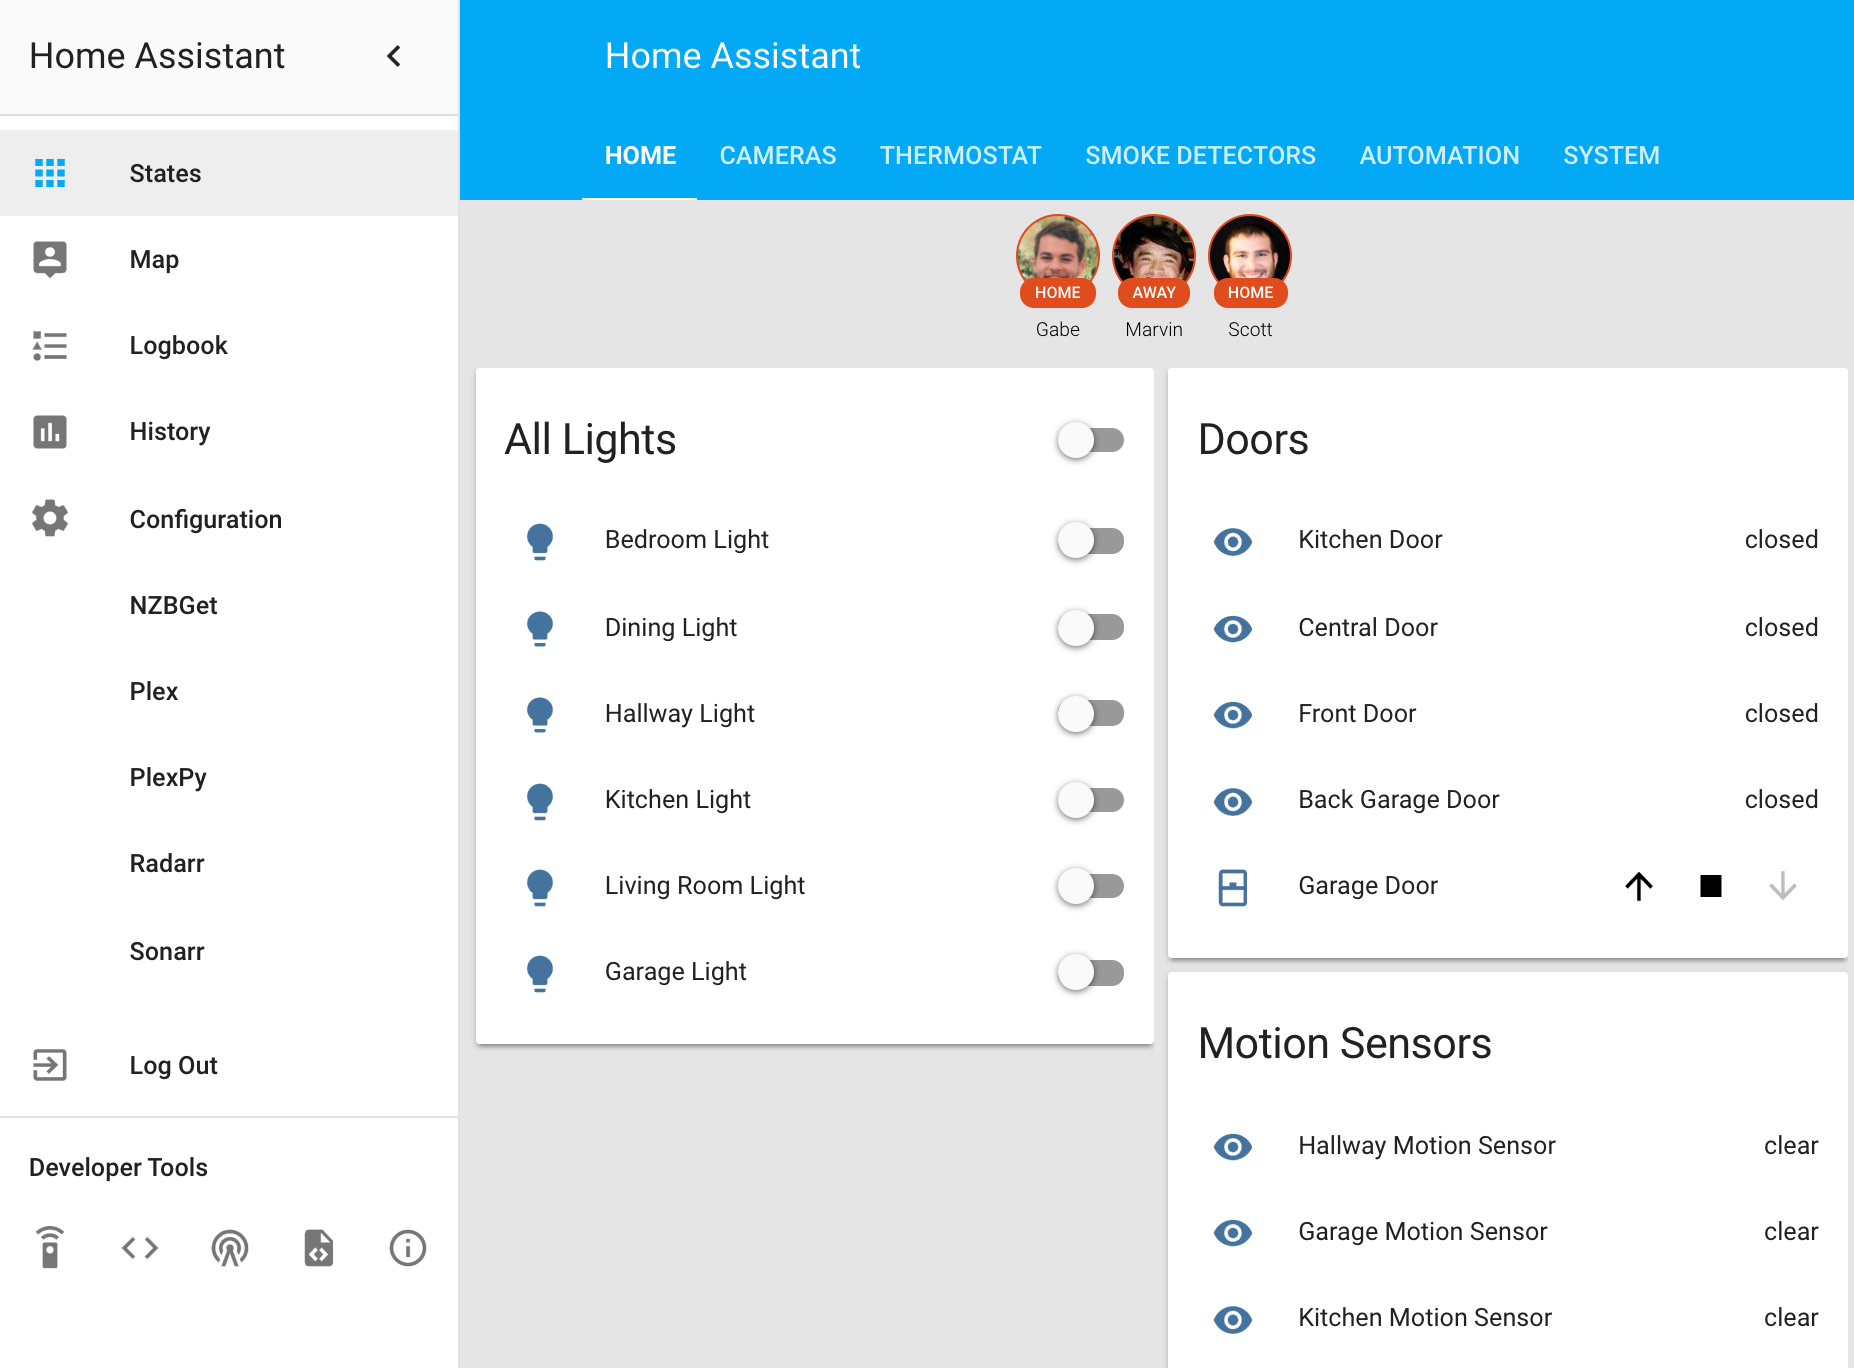 Home Assistant
States
Map
Logbook
History
Configuration
NZBGet
Plex
PlexPy
Radarr
Sonarr
Log Out
Developer Tools
Home Assistant
HOME CAMERAS THERMOSTAT SMOKE DETECTORS AUTOMATION SYSTEM
HOME AWAY HOME
Gabe Marvin Scott
All Lights
Bedroom Light
Dining Light
Hallway Light
Kitchen Light
Living Room Light
Garage Light
Doors
Kitchen Door closed
Central Door closed
Front Door closed
Back Garage Door closed
Garage Door
Motion Sensors
Hallway Motion Sensor clear
Garage Motion Sensor clear
Kitchen Motion Sensor clear